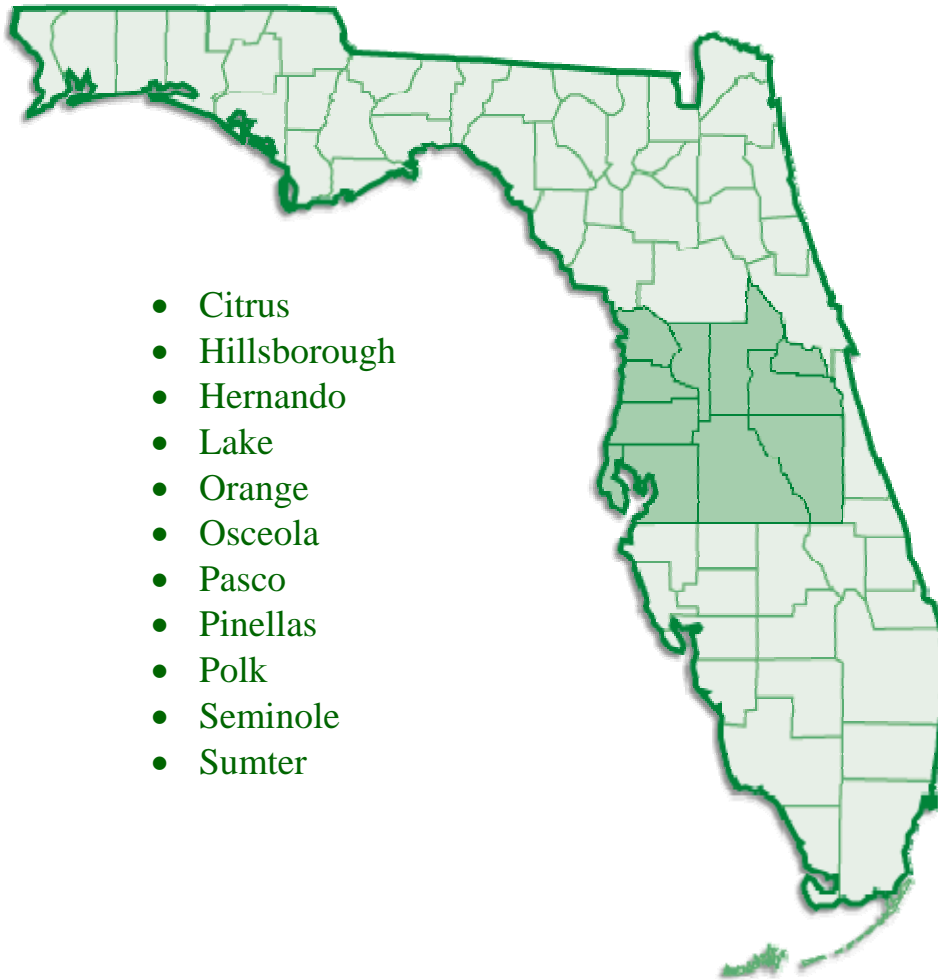 • Citrus
• Hillsborough
• Hernando
• Lake
• Orange
• Osceola
• Pasco
• Pinellas
• Polk
• Seminole
• Sumter